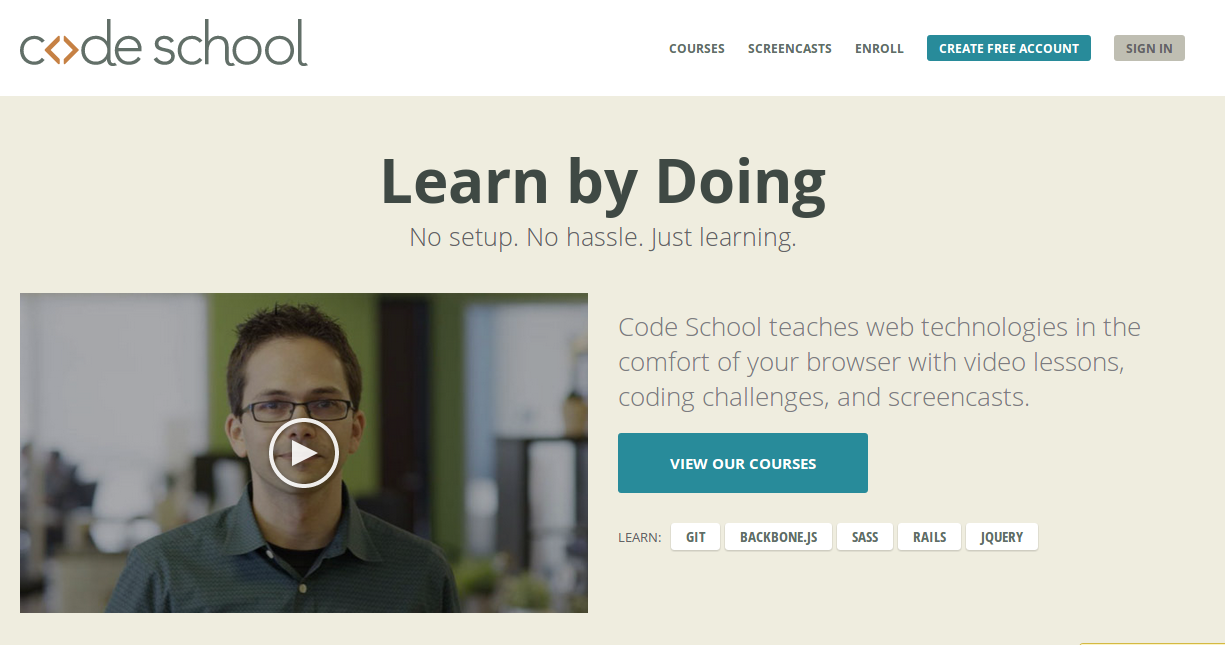 code school
COURSES SCREENCASTS ENROLL CREATE FREE ACCOUNT SIGN IN
Learn by Doing
No setup. No hassle. Just learning.
Code School teaches web technologies in the
comfort of your browser with video lessons,
coding challenges, and screencasts.
VIEW OUR COURSES
LEARN: GIT BACKBONE.JS SASS RAILS JQUERY